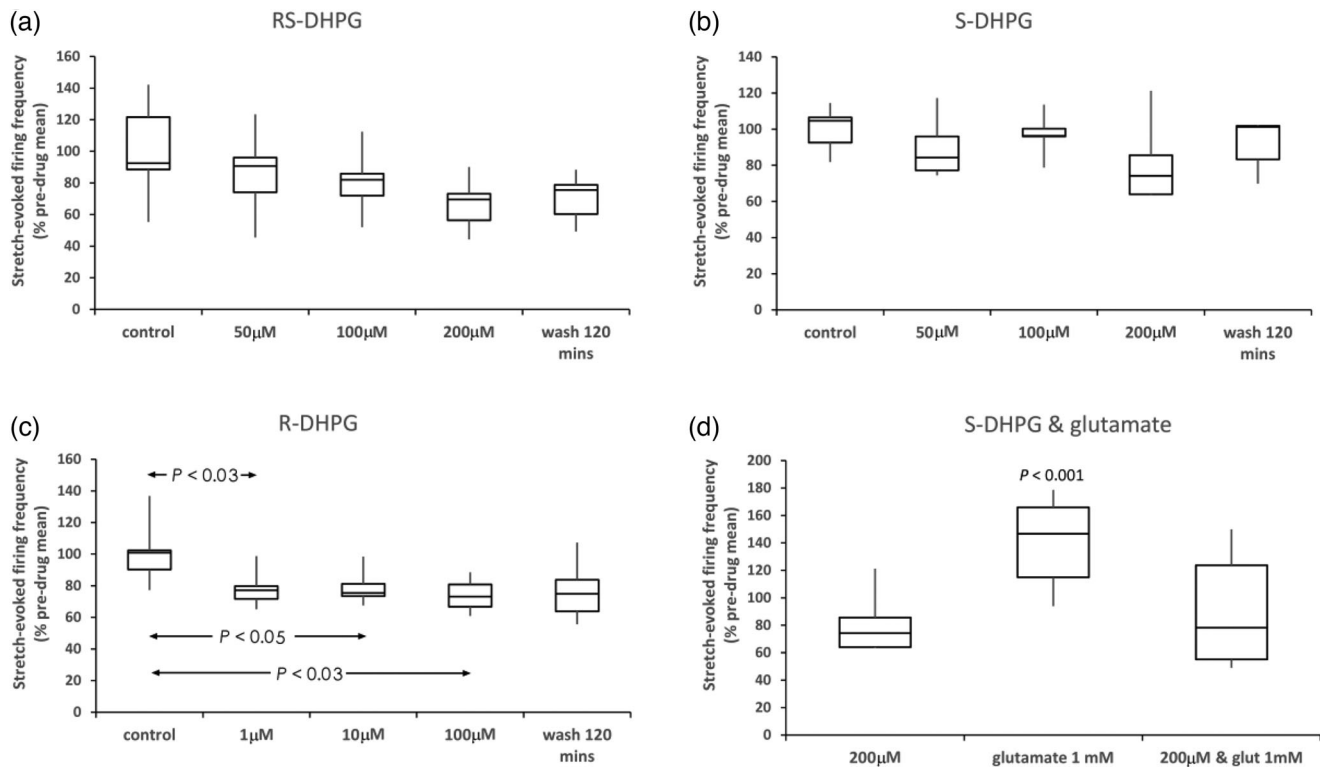 (a)
RS-DHPG
Stretch-evoked firing frequency
(% pre-drug mean)
160
140
120
100
80
60
40
20
0
control 50µM 100µM 200µM wash 120
mins
(b)
S-DHPG
Stretch-evoked firing frequency
(% pre-drug mean)
140
120
100
80
60
40
20
0
control 50µM 100µM 200µM wash 120
mins
(c)
R-DHPG
Stretch-evoked firing frequency
(% pre-drug mean)
160
140
120
100
80
60
40
20
0
P < 0.03
P < 0.05
P < 0.03
control 1µM 10µM 100µM wash 120
mins
(d)
S-DHPG & glutamate
Stretch-evoked firing frequency
(% pre-drug mean)
200
180
160
140
120
100
80
60
40
20
0
P < 0.001
200µM glutamate 1 mM 200µM & glut 1mM